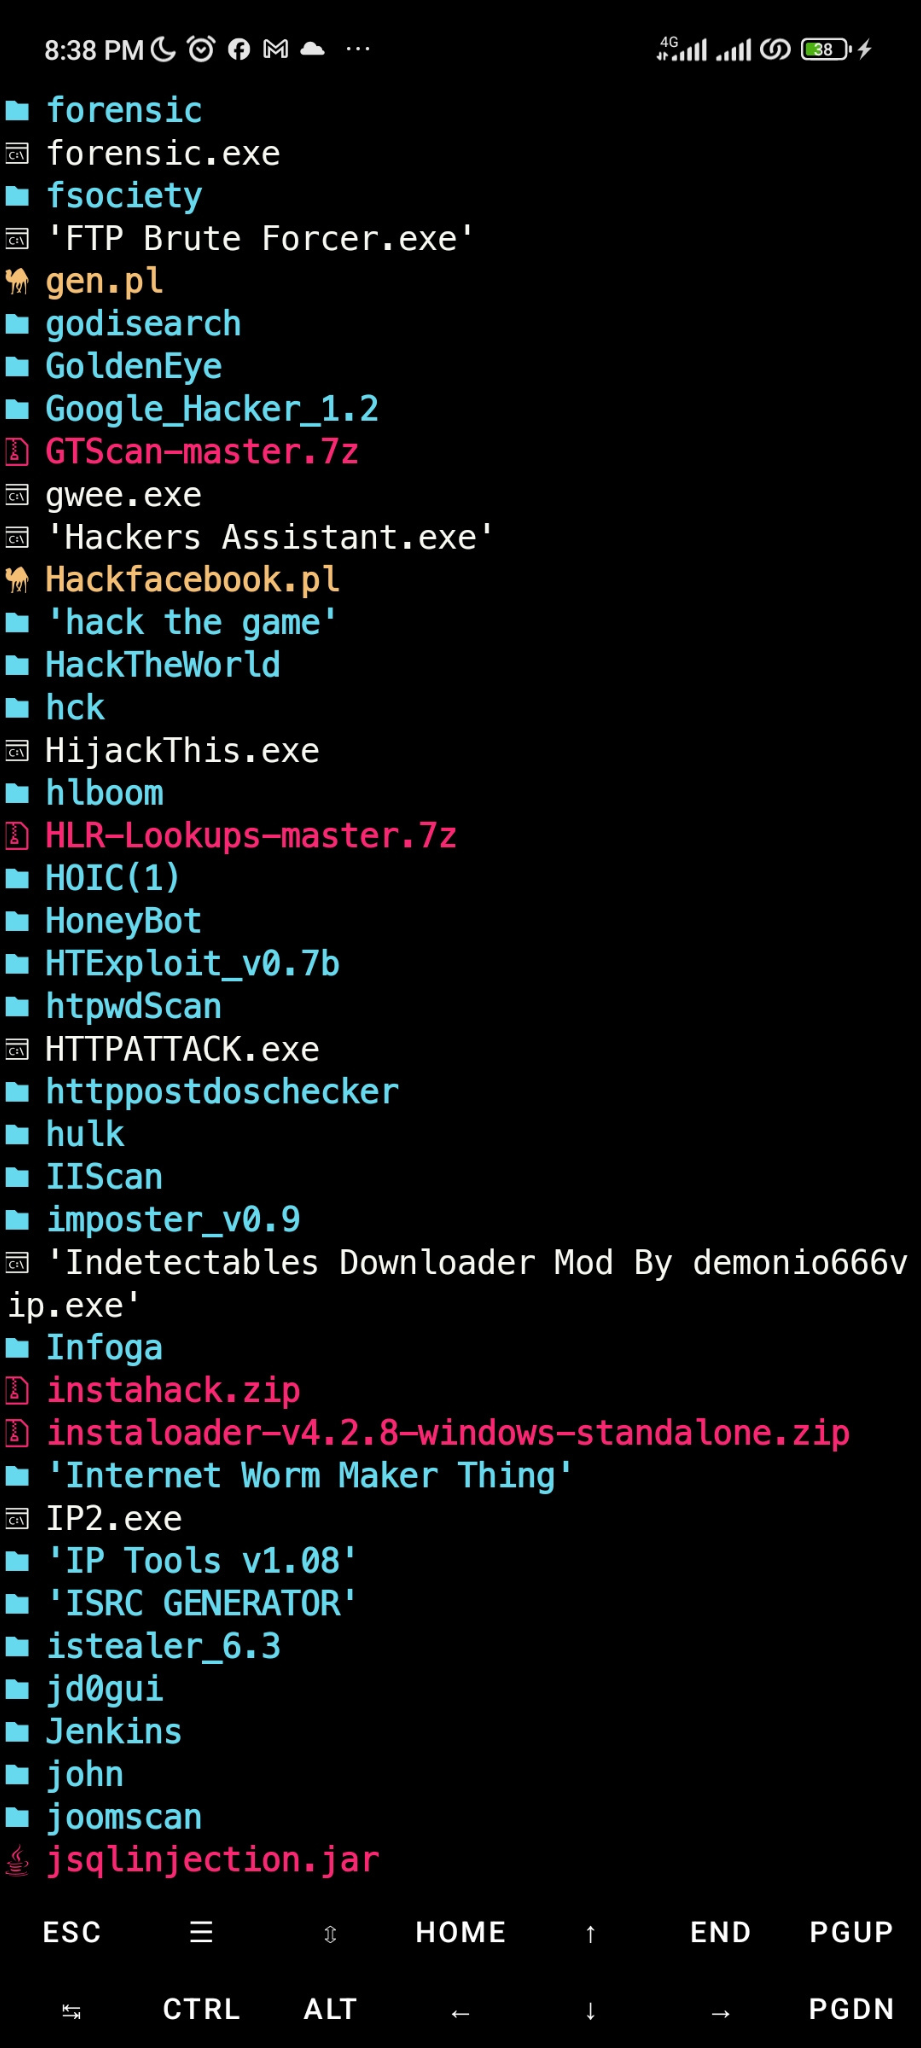 8:38 PM ...
4G 38
forensic
forensic.exe
fsociety
'FTP Brute Forcer.exe'
gen.pl
godisearch
GoldenEye
Google_Hacker_1.2
GTScan-master.7z
gwee.exe
'Hackers Assistant.exe'
Hackfacebook.pl
'hack the game'
HackTheWorld
hck
HijackThis.exe
hlboom
HLR-Lookups-master.7z
HOIC(1)
HoneyBot
HTExploit_v0.7b
htpwdScan
HTTPATTACK.exe
httppostdoschecker
hulk
IIScan
imposter_v0.9
'Indetectables Downloader Mod By demonio666v
ip.exe'
Infoga
instahack.zip
instaloader-v4.2.8-windows-standalone.zip
'Internet Worm Maker Thing'
IP2.exe
'IP Tools v1.08'
'ISRC GENERATOR'
istealer_6.3
jd0gui
Jenkins
john
joomscan
jsqlinjection.jar
ESC ☰ ⇳ HOME ↑ END PGUP
↹ CTRL ALT ← ↓ → PGDN